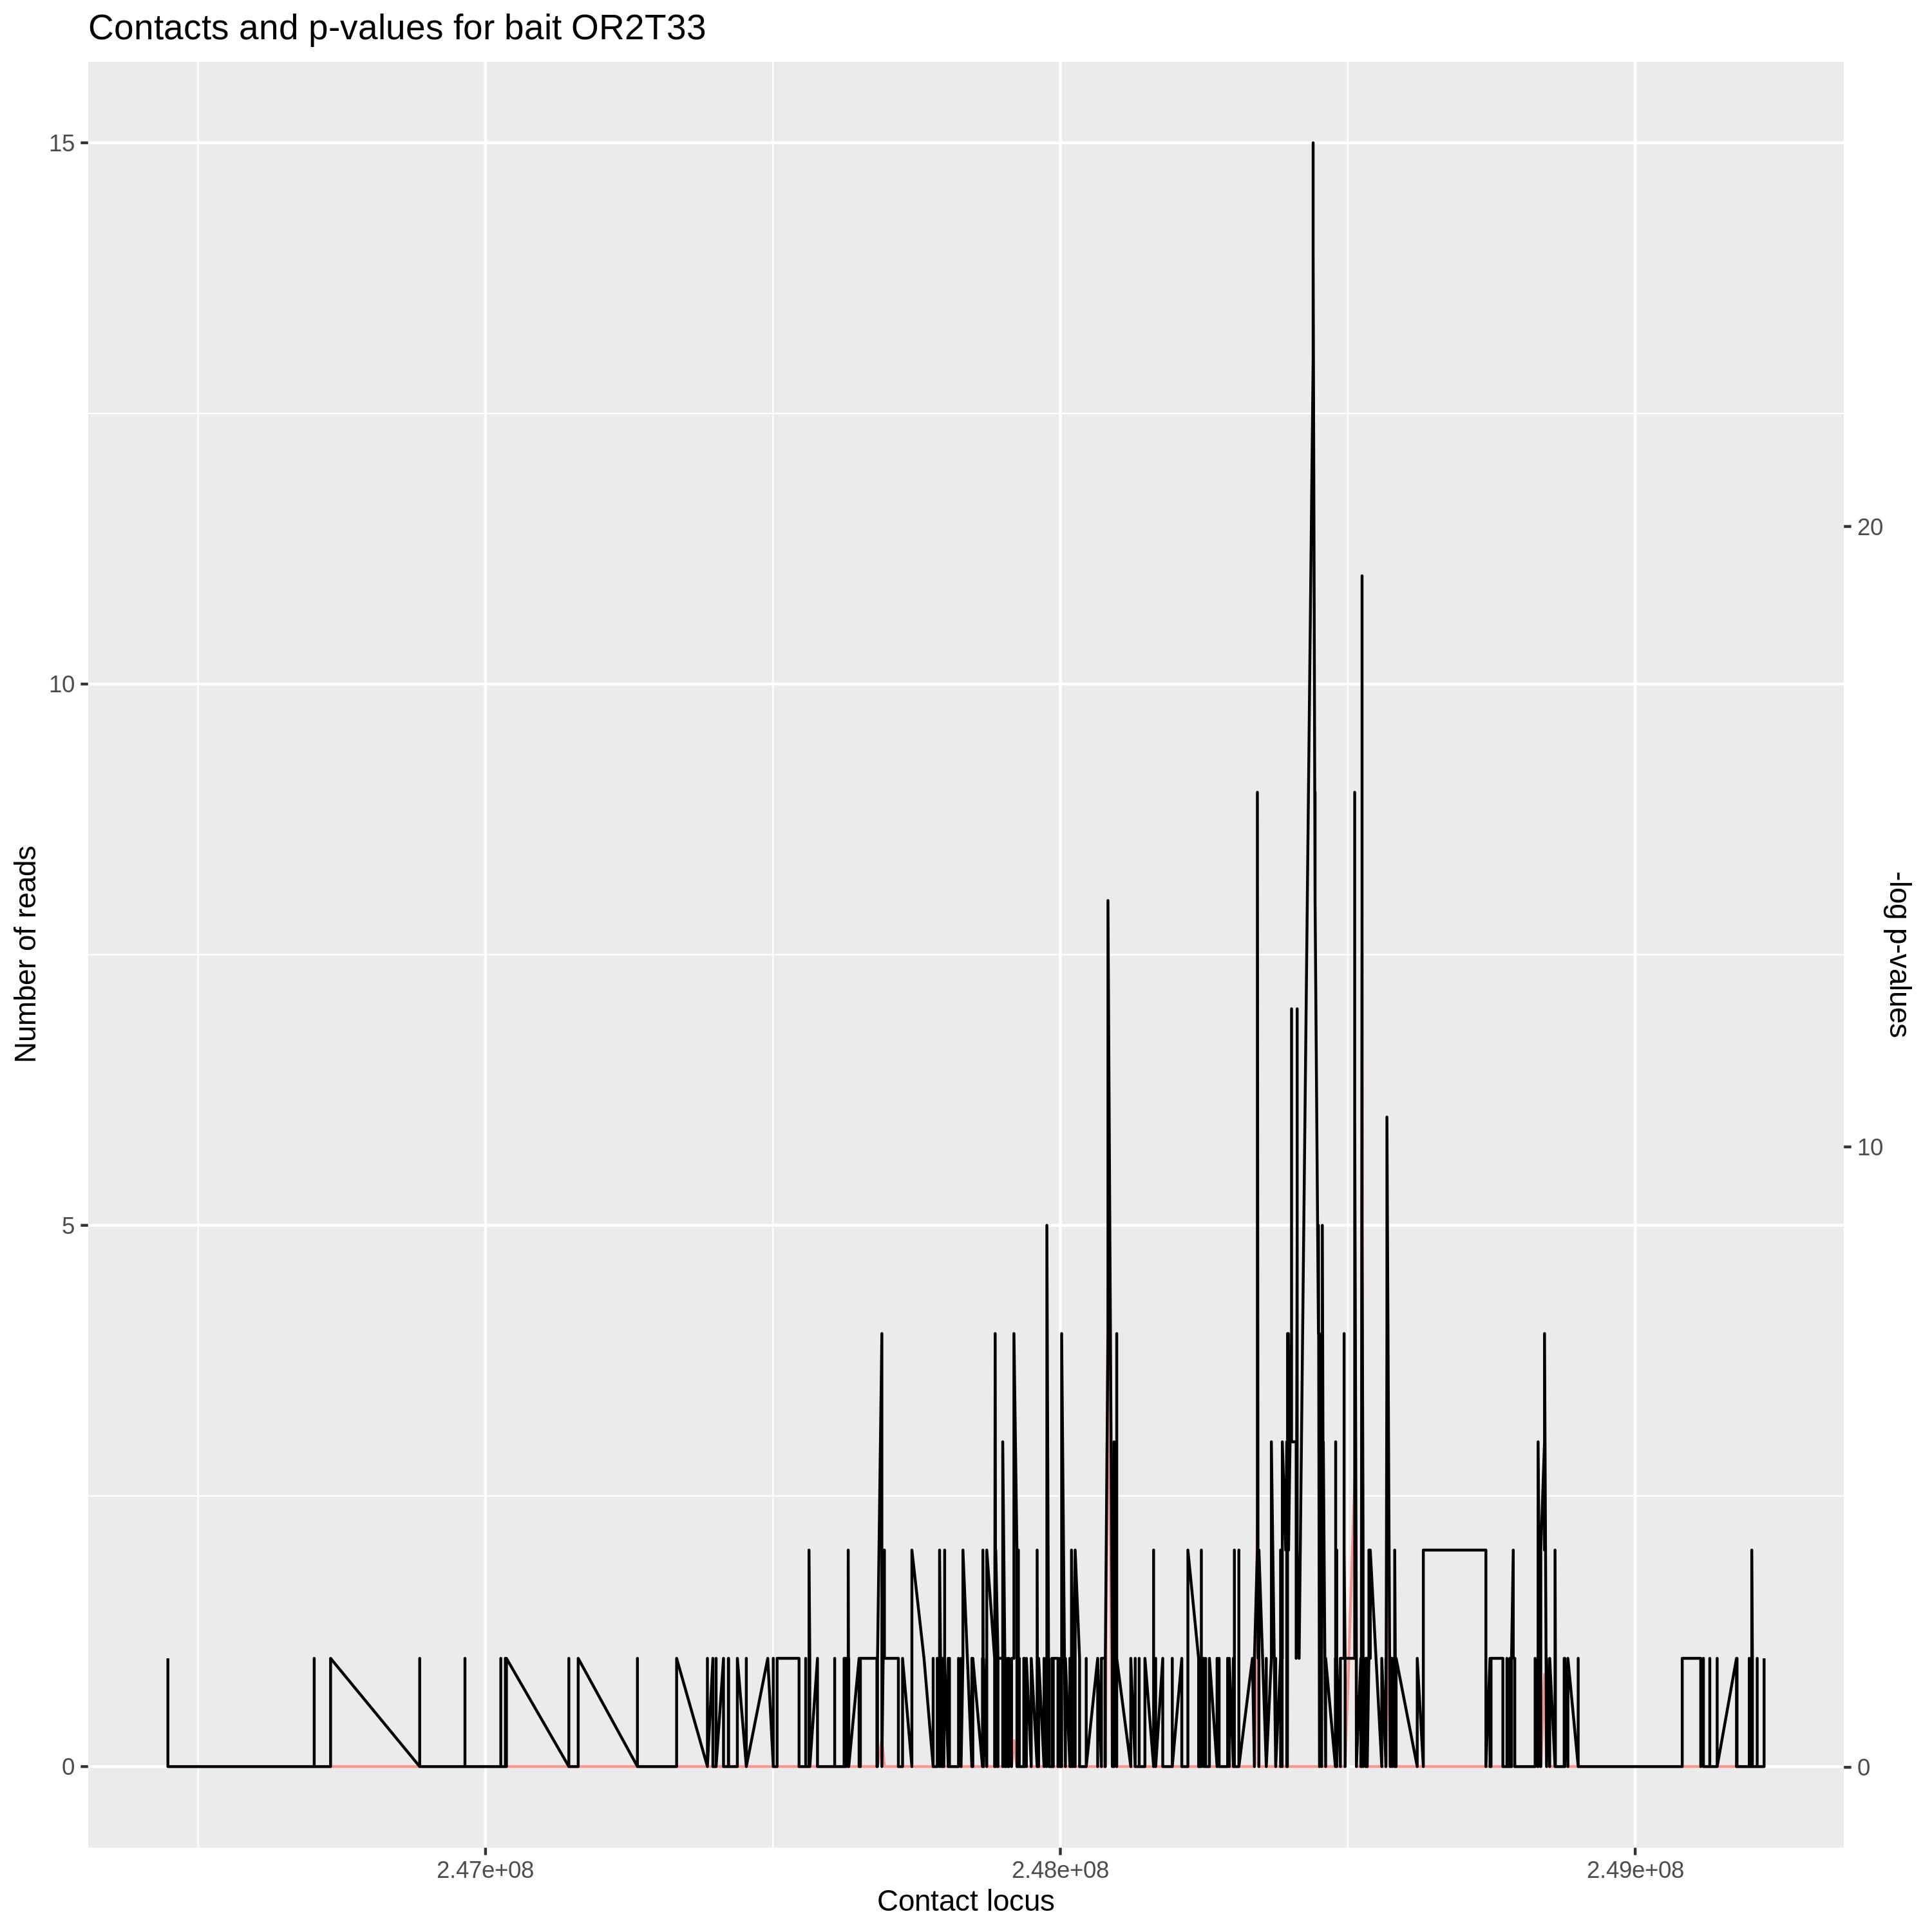 Contacts and p-values for bait OR2T33
15
10
5
0
20
10
0
Number of reads
-log p-values
2.47e+08
2.48e+08
2.49e+08
Contact locus